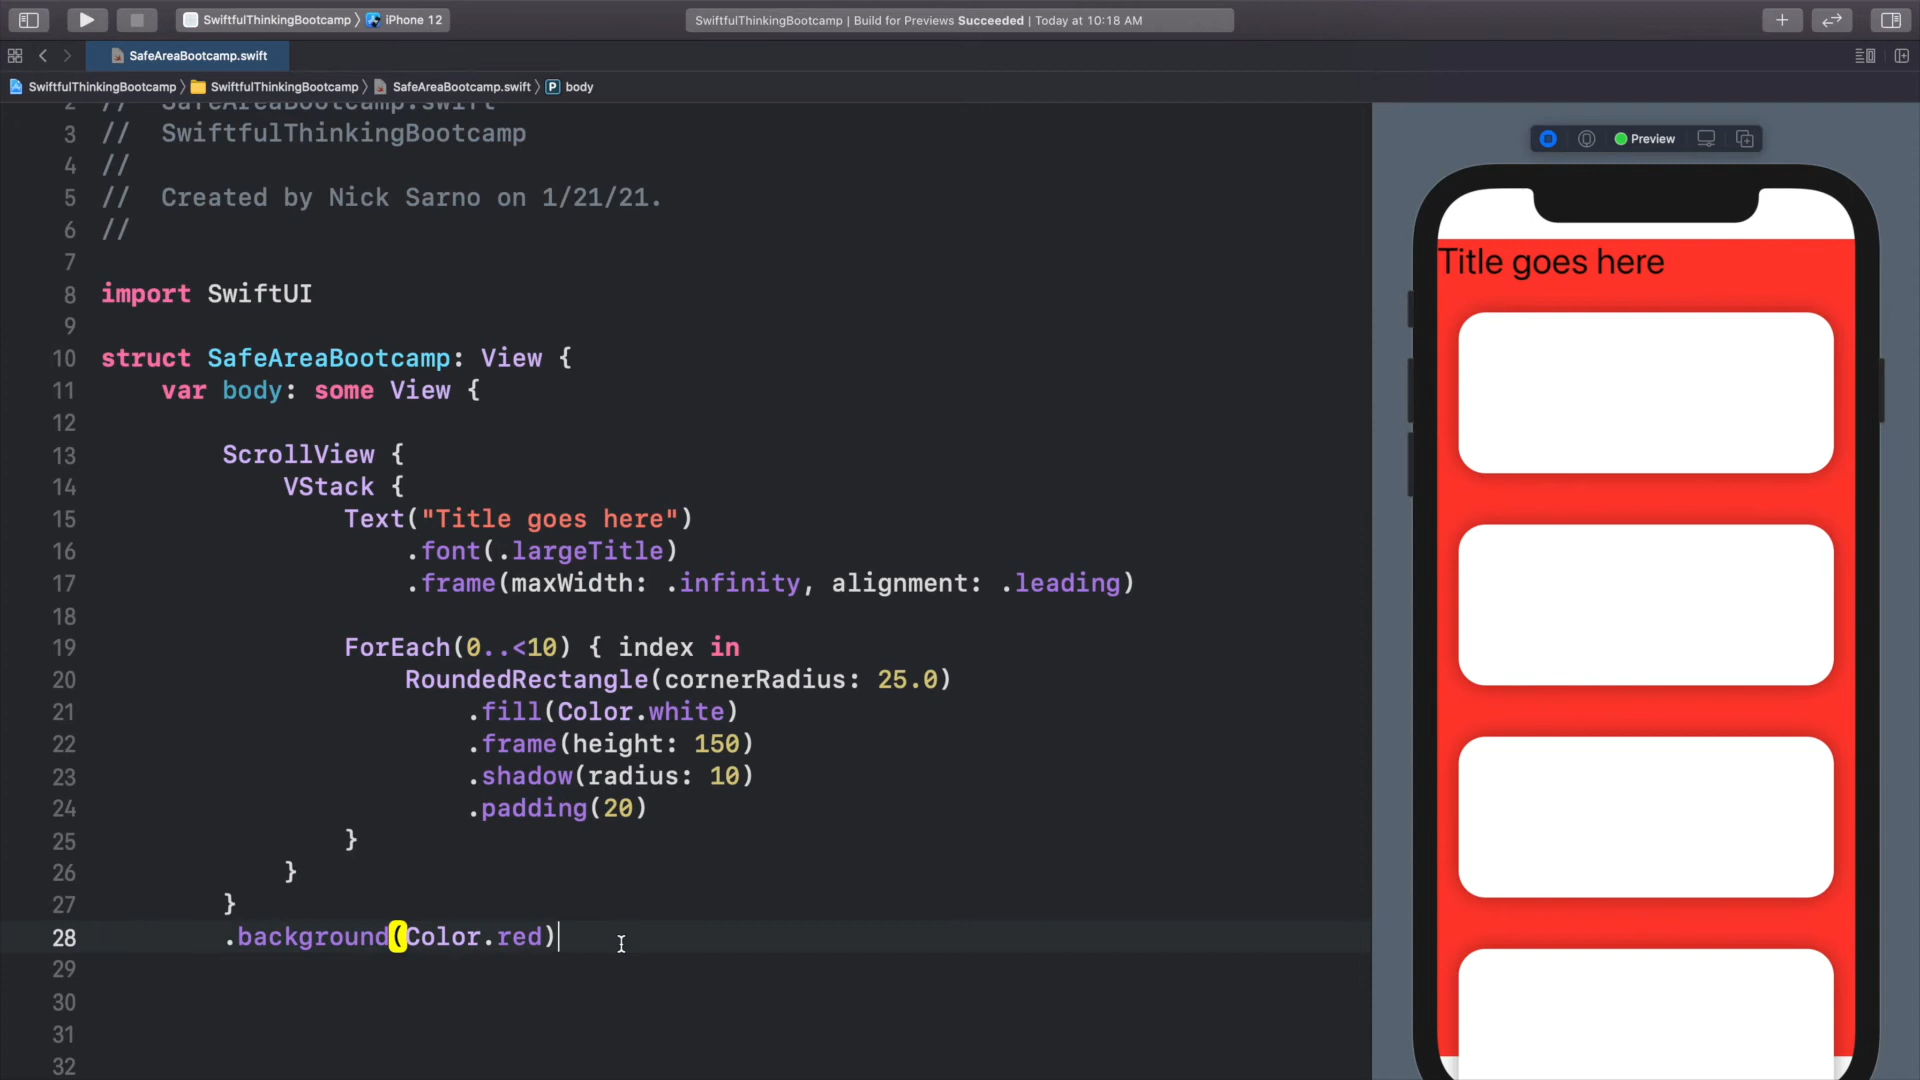 SwiftfulThinkingBootcamp 〉 iPhone 12
SwiftfulThinkingBootcamp | Build for Previews Succeeded | Today at 10:18 AM
SafeAreaBootcamp.swift
SwiftfulThinkingBootcamp 〉 SwiftfulThinkingBootcamp 〉 SafeAreaBootcamp.swift 〉 P body
2 // SafeAreaBootcamp.swift
3 // SwiftfulThinkingBootcamp
4 //
5 // Created by Nick Sarno on 1/21/21.
6 //
7
8 import SwiftUI
9
10 struct SafeAreaBootcamp: View {
11 var body: some View {
12
13 ScrollView {
14 VStack {
15 Text("Title goes here")
16 .font(.largeTitle)
17 .frame(maxWidth: .infinity, alignment: .leading)
18
19 ForEach(0..<10) { index in
20 RoundedRectangle(cornerRadius: 25.0)
21 .fill(Color.white)
22 .frame(height: 150)
23 .shadow(radius: 10)
24 .padding(20)
25 }
26 }
27 }
28 .background(Color.red)
29
30
31
32
Preview
Title goes here